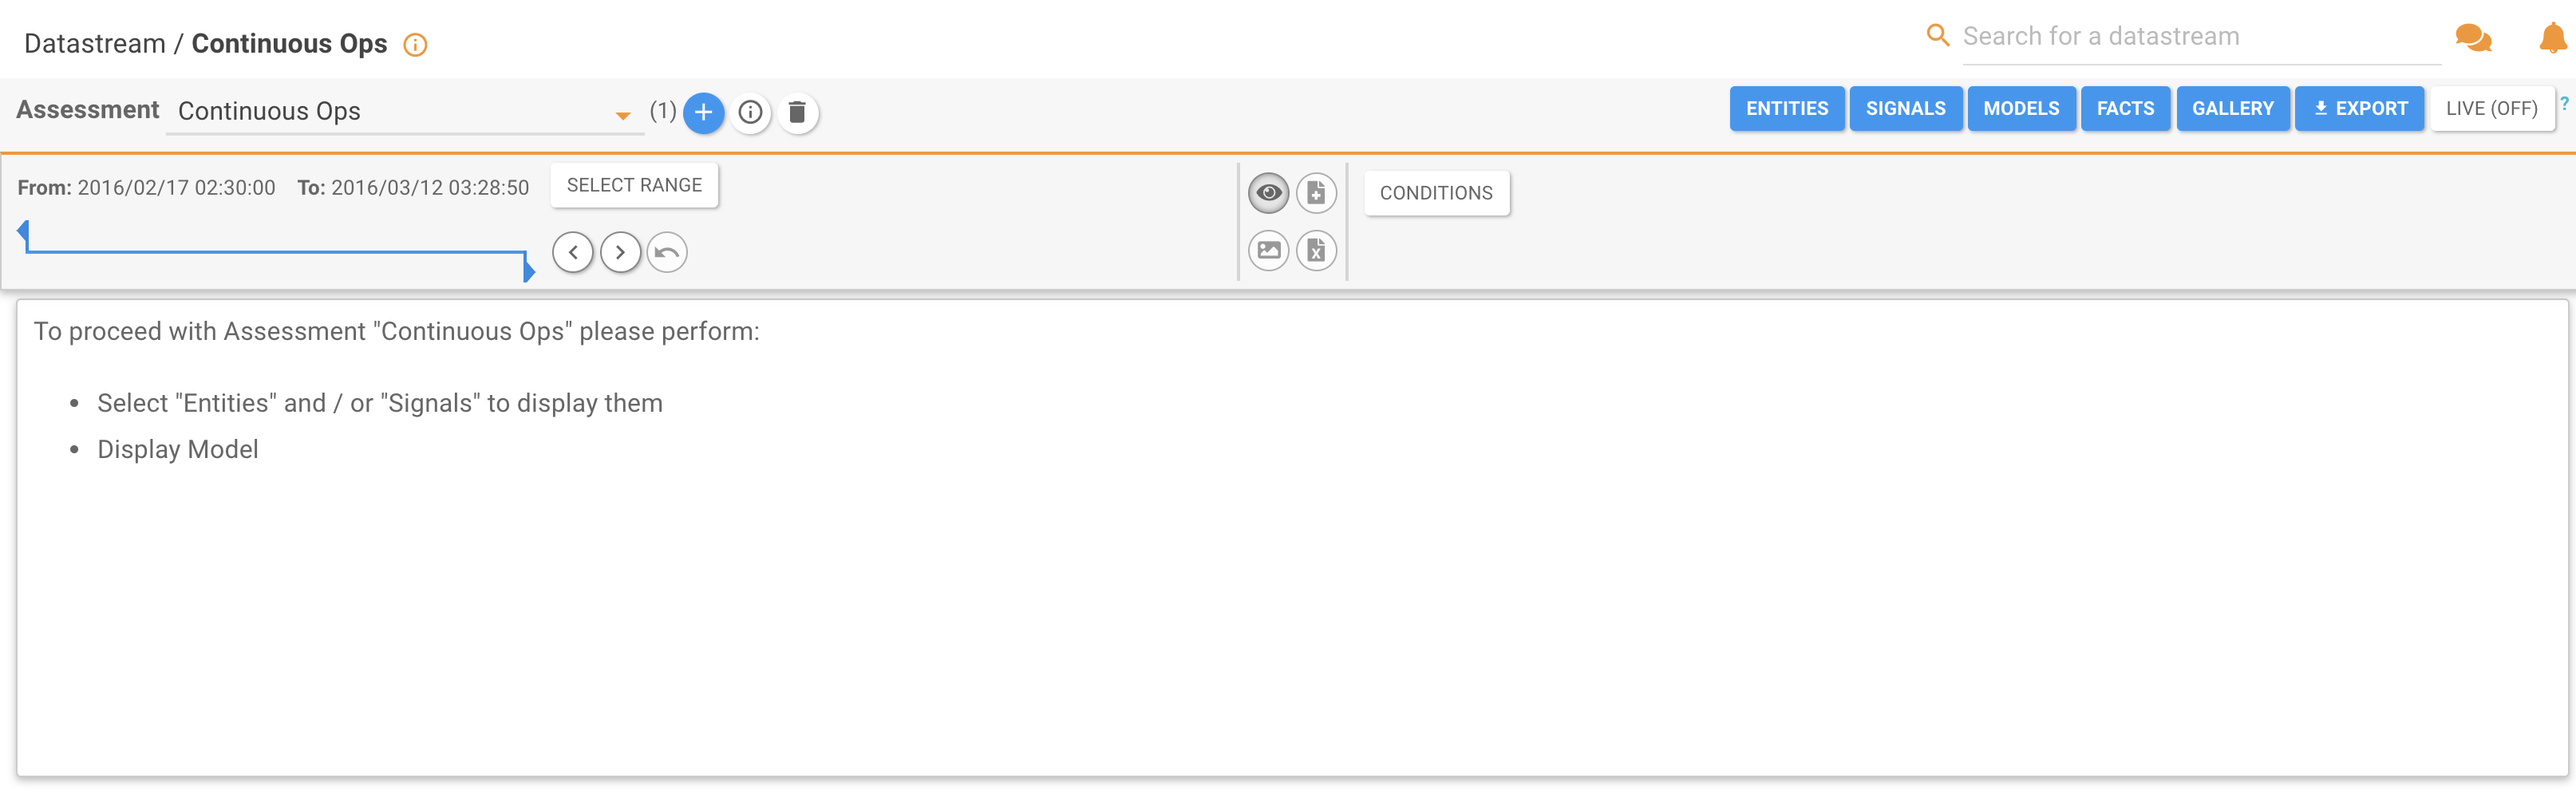 Datastream / Continuous Ops
Search for a datastream
Assessment Continuous Ops (1)
ENTITIES SIGNALS MODELS FACTS GALLERY EXPORT LIVE (OFF) ?
From: 2016/02/17 02:30:00 To: 2016/03/12 03:28:50 SELECT RANGE
CONDITIONS
To proceed with Assessment "Continuous Ops" please perform:
• Select "Entities" and / or "Signals" to display them
• Display Model